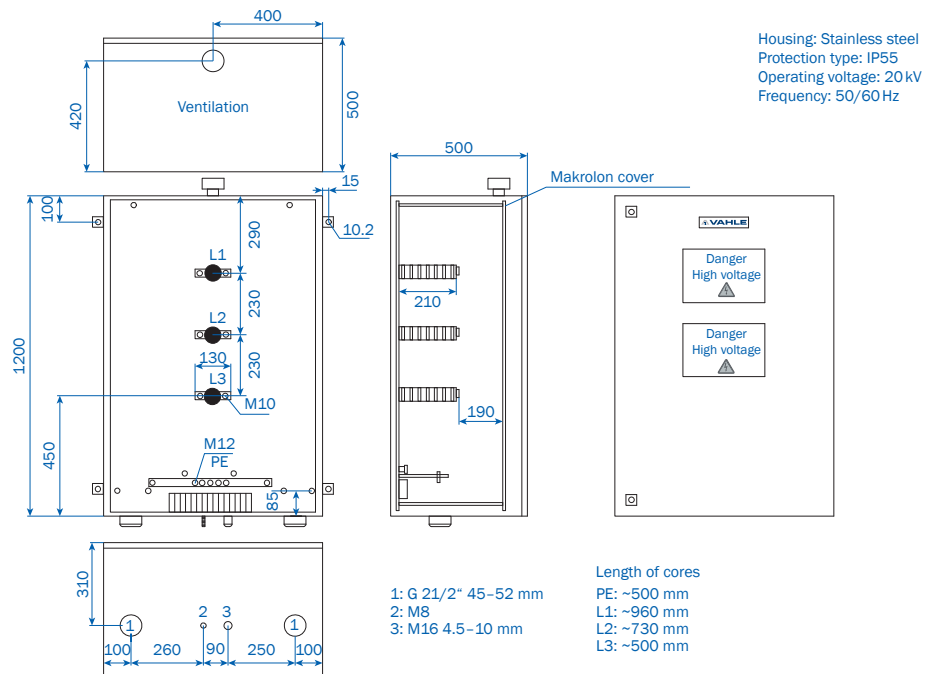 400
420
Ventilation
500
Housing: Stainless steel
Protection type: IP55
Operating voltage: 20 kV
Frequency: 50/60 Hz
500
15
Makrolon cover
100
290
10.2
L1
230
L2
230
130
L3
M10
1200
450
M12
PE
85
210
190
VAHLE
Danger
High voltage
Danger
High voltage
310
1
2
3
1
100
260
90
250
100
1: G 21/2“ 45–52 mm
2: M8
3: M16 4.5–10 mm
Length of cores
PE: ~500 mm
L1: ~960 mm
L2: ~730 mm
L3: ~500 mm